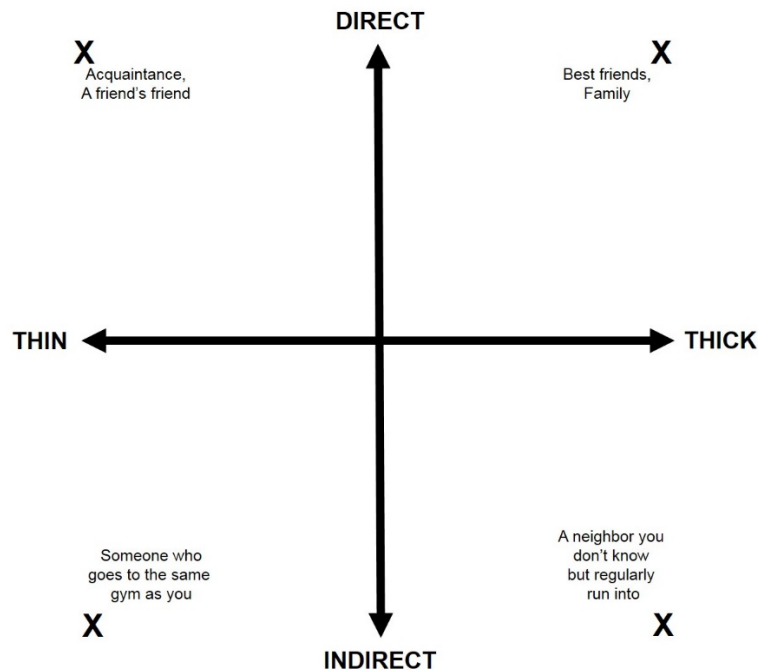 DIRECT
X
Acquaintance,
A friend’s friend
X
Best friends,
Family
THIN
THICK
Someone who
goes to the same
gym as you
X
A neighbor you
don’t know
but regularly
run into
X
INDIRECT